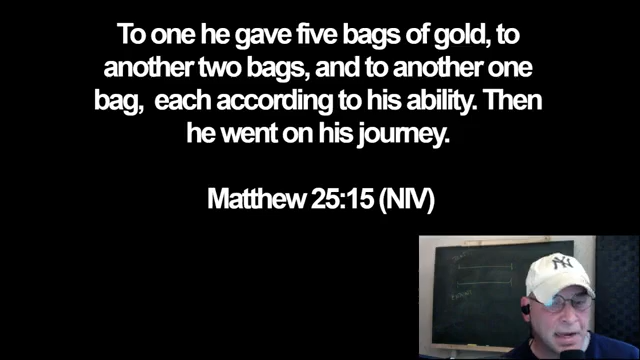 To one he gave five bags of gold, to
another two bags, and to another one
bag,  each according to his ability. Then
he went on his journey.
Matthew 25:15 (NIV)
NY